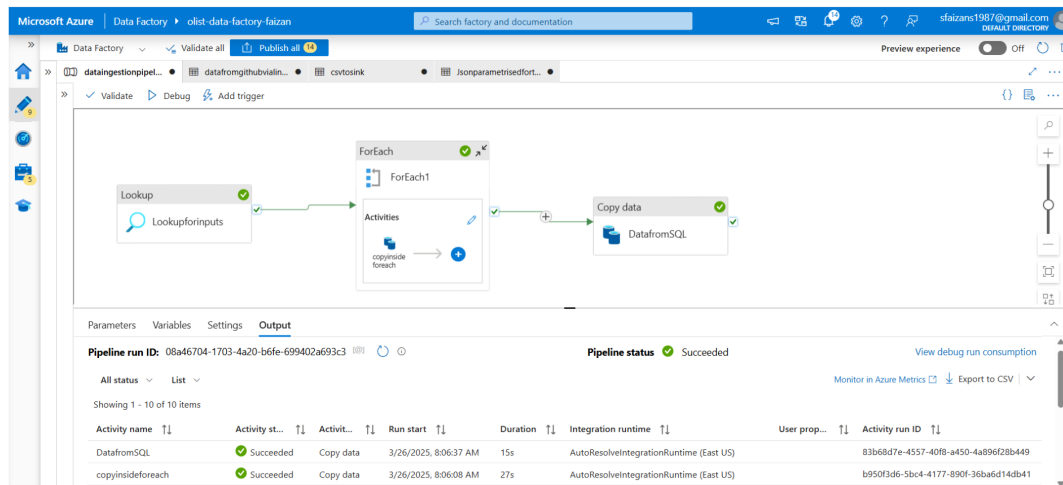 Microsoft Azure Data Factory olist-data-factory-faizan Search factory and documentation 14 sfaizans1987@gmail.com
DEFAULT DIRECTORY
» Data Factory Validate all Publish all 14 Preview experience Off
» dataingestionpipel... datafromgithubvialin... csvtosink Jsonparametrisedfort...
9 » Validate Debug Add trigger {} ...
5
ForEach
ForEach1
Lookup
Lookupforinputs
Activities
copyinside
foreach
Copy data
DatafromSQL
Parameters Variables Settings Output
Pipeline run ID: 08a46704-1703-4a20-b6fe-699402a693c3 Pipeline status Succeeded View debug run consumption
All status List Monitor in Azure Metrics Export to CSV
Showing 1 - 10 of 10 items
Activity name Activity st... Activit... Run start Duration Integration runtime User prop... Activity run ID
DatafromSQL Succeeded Copy data 3/26/2025, 8:06:37 AM 15s AutoResolveIntegrationRuntime (East US) 83b68d7e-4557-40f8-a450-4a896f28b449
copyinsideforeach Succeeded Copy data 3/26/2025, 8:06:08 AM 27s AutoResolveIntegrationRuntime (East US) b950f3d6-5bc4-4177-890f-36ba6d14db41